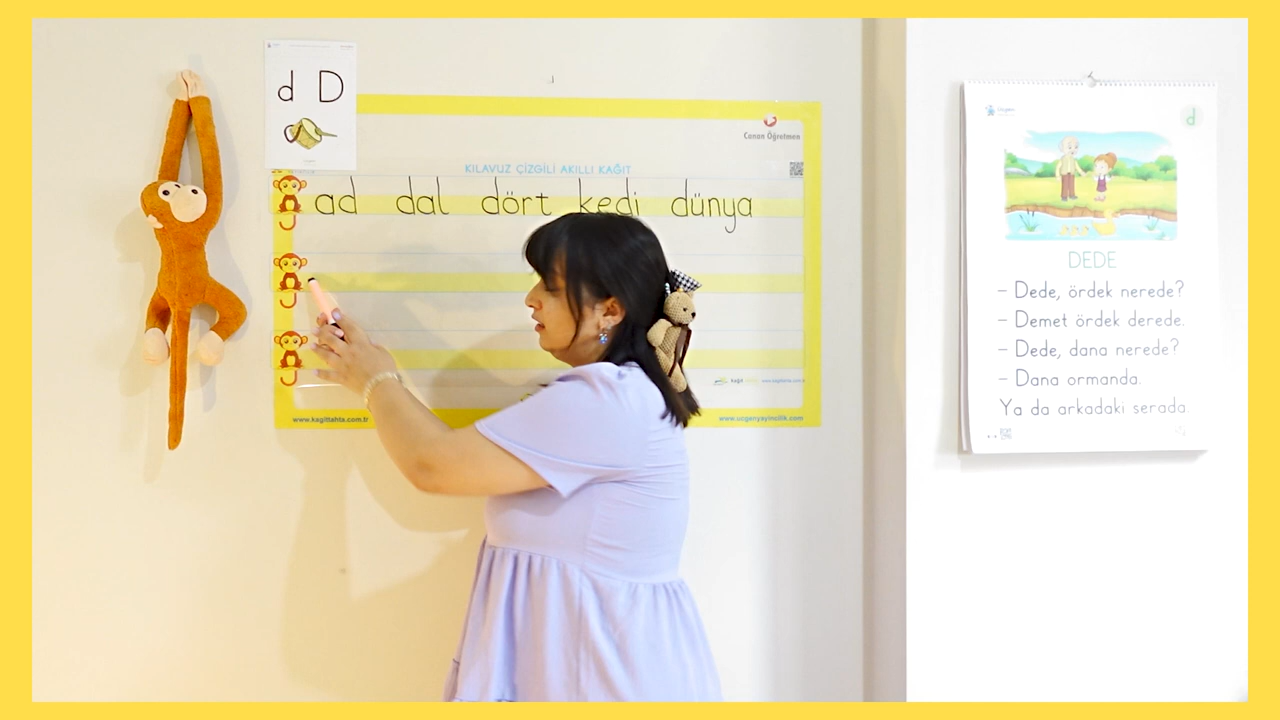 d D
Canan Öğretmen
KILAVUZ ÇİZGİLİ AKILLI KAĞIT
ad dal dört kedi dünya
www.kagittahta.com.tr
www.uzgenyayincilik.com
d
DEDE
– Dede, ördek nerede?
– Demet ördek derede.
– Dede, dana nerede?
– Dana ormanda.
Ya da arkadaki serada.